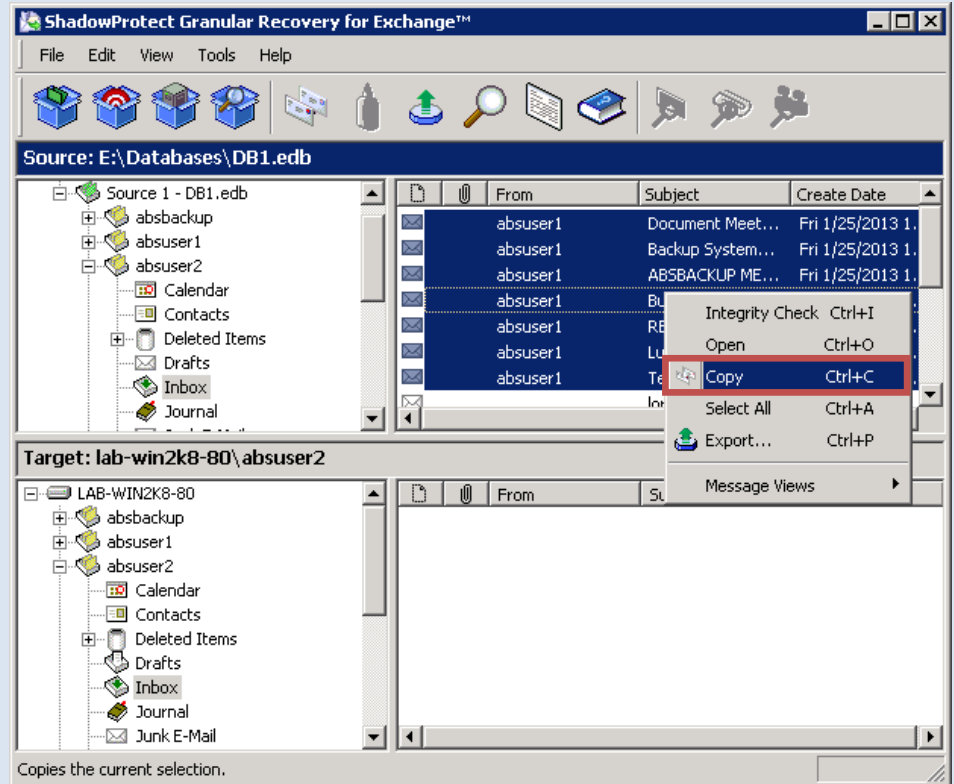 ShadowProtect Granular Recovery for Exchange™
File Edit View Tools Help
Source: E:\Databases\DB1.edb
Source 1 - DB1.edb
absbackup
absuser1
absuser2
Calendar
Contacts
Deleted Items
Drafts
Inbox
Journal
From Subject Create Date
absuser1 Document Meet... Fri 1/25/2013 1.
absuser1 Backup System... Fri 1/25/2013 1.
absuser1 ABSBACKUP ME... Fri 1/25/2013 1.
absuser1 Bu
absuser1 RE
absuser1 Lu
absuser1 Te
Integrity Check Ctrl+I
Open Ctrl+O
Copy Ctrl+C
Select All Ctrl+A
Export... Ctrl+P
Message Views
Target: lab-win2k8-80\absuser2
LAB-WIN2K8-80
absbackup
absuser1
absuser2
Calendar
Contacts
Deleted Items
Drafts
Inbox
Journal
Junk E-Mail
From Su
Copies the current selection.